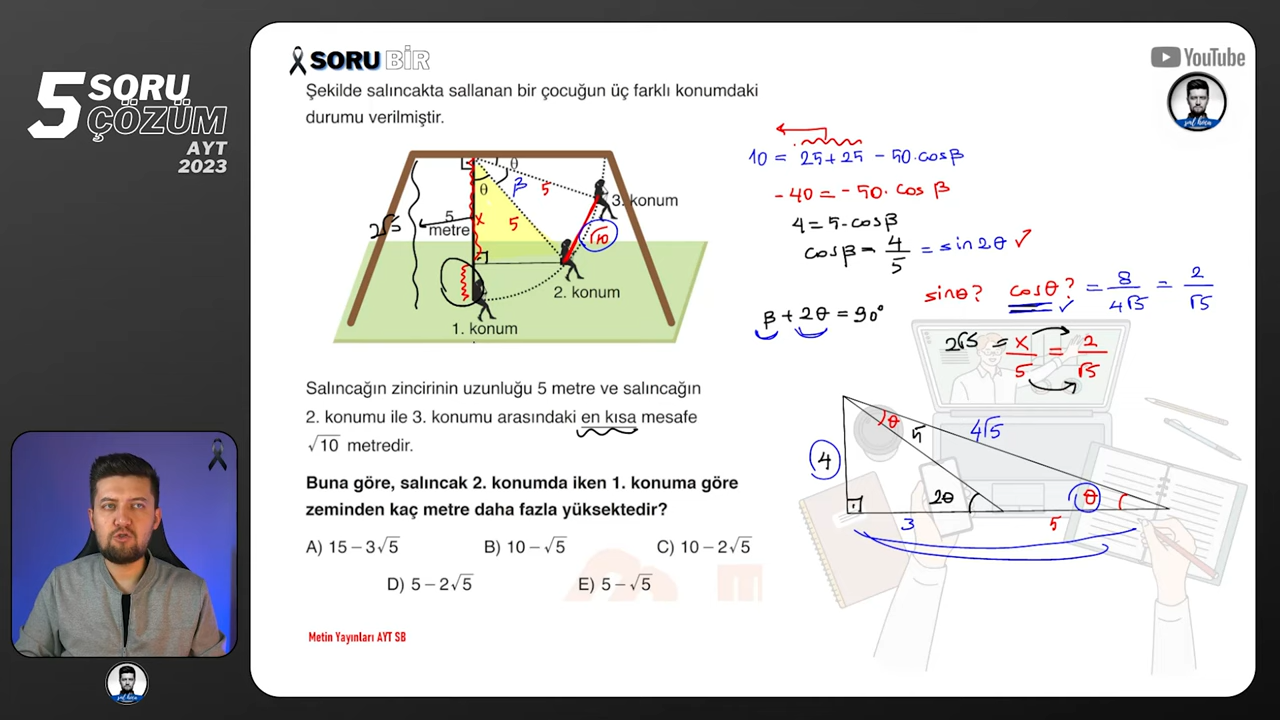 5 SORU ÇÖZÜM
AYT
2023
SORU BİR
YouTube
Şekilde salıncakta sallanan bir çocuğun üç farklı konumdaki
durumu verilmiştir.
θ
θ
β
5
5
5
metre
x
2√5
√10
3. konum
2. konum
1. konum
10 = 25+25 - 50.cosβ
-40 = -50. cos β
4 = 5.cosβ
cosβ = 4/5 = sin2θ ✓
sinθ? cosθ? = 8/4√5 = 2/√5
✓
β + 2θ = 90°
2√5 = x/5 = 2/√5
θ
5
4√5
4
2θ
θ
3
5
Salıncağın zincirinin uzunluğu 5 metre ve salıncağın
2. konumu ile 3. konumu arasındaki en kısa mesafe
√10 metredir.
Buna göre, salıncak 2. konumda iken 1. konuma göre
zeminden kaç metre daha fazla yüksektedir?
A) 15 – 3√5 B) 10 – √5 C) 10 – 2√5
D) 5 – 2√5 E) 5 – √5
Metin Yayınları AYT SB